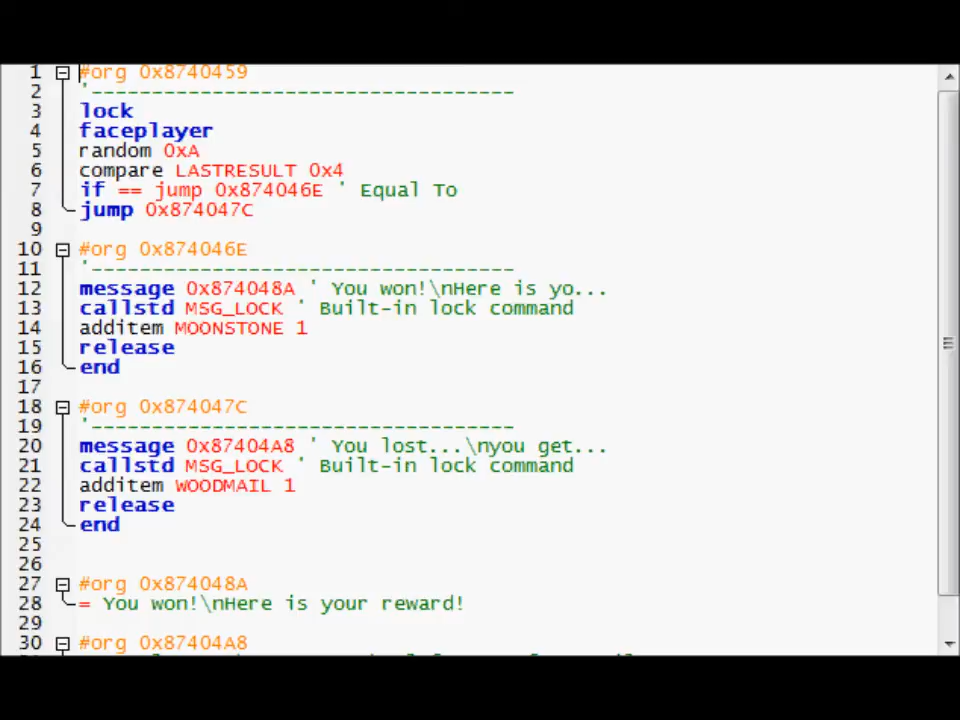 1 #org 0x8740459
2 '-----------------------------------
3 lock
4 faceplayer
5 random 0xA
6 compare LASTRESULT 0x4
7 if == jump 0x874046E ' Equal To
8 jump 0x874047C
9
10 #org 0x874046E
11 '-----------------------------------
12 message 0x874048A ' You won!\nHere is yo...
13 callstd MSG_LOCK ' Built-in lock command
14 additem MOONSTONE 1
15 release
16 end
17
18 #org 0x874047C
19 '-----------------------------------
20 message 0x87404A8 ' You lost...\nyou get...
21 callstd MSG_LOCK ' Built-in lock command
22 additem WOODMAIL 1
23 release
24 end
25
26
27 #org 0x874048A
28 = You won!\nHere is your reward!
29
30 #org 0x87404A8